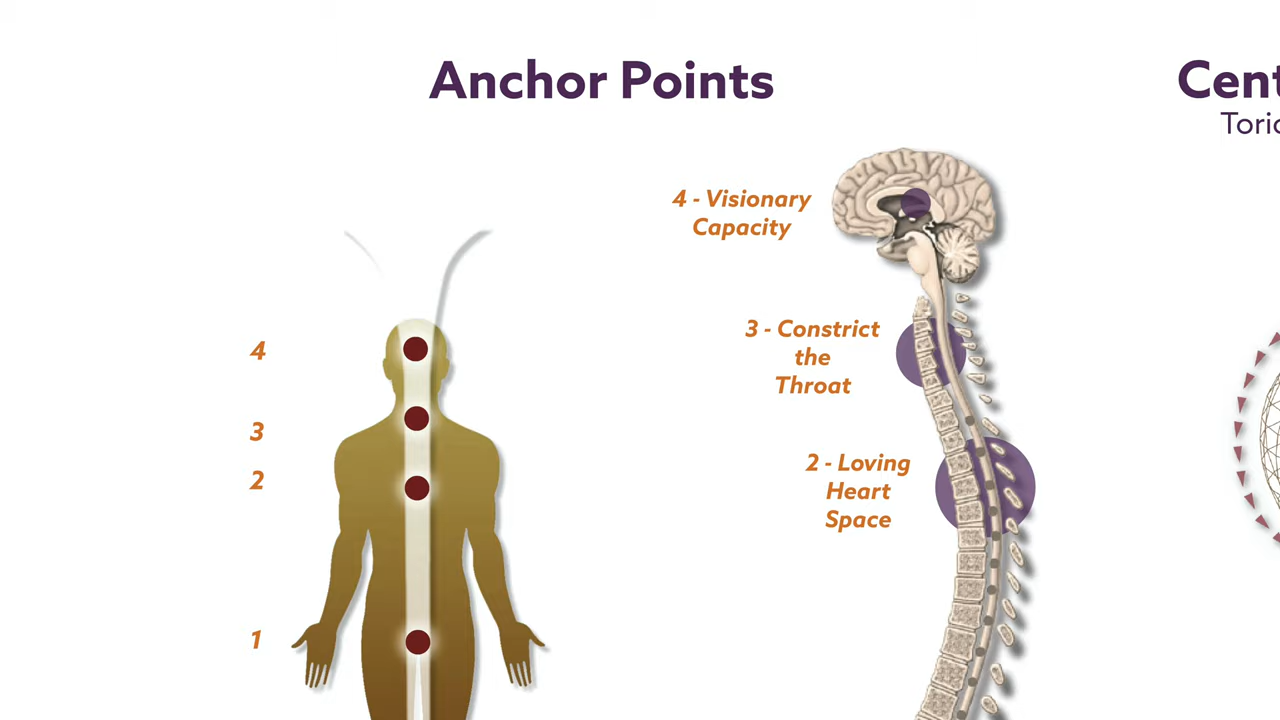 Anchor Points
4
3
2
1
4 - Visionary
Capacity
3 - Constrict
the
Throat
2 - Loving
Heart
Space
Cent
Toric